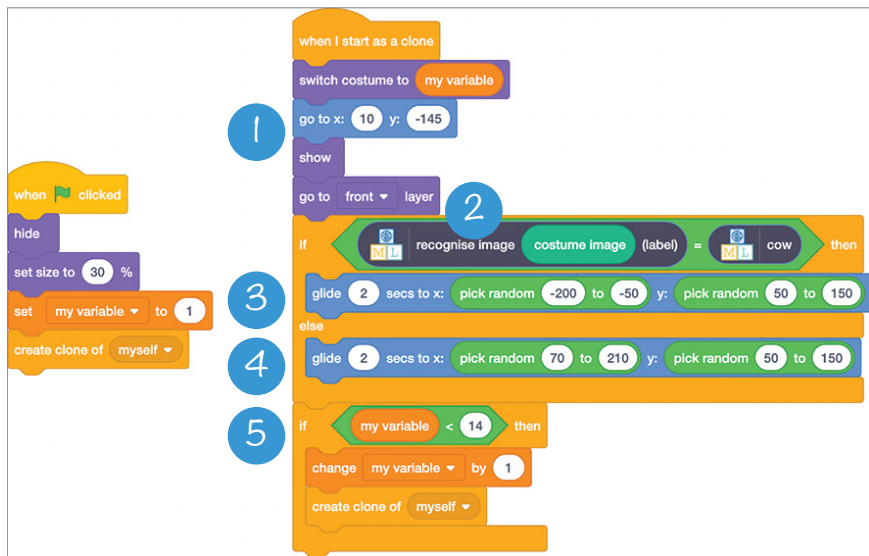 when clicked
hide
set size to 30 %
set my variable to 1
create clone of myself
when I start as a clone
switch costume to my variable
1
go to x: 10 y: -145
show
go to front layer
2
if ML recognise image costume image (label) = ML cow then
3
glide 2 secs to x: pick random -200 to -50 y: pick random 50 to 150
else
4
glide 2 secs to x: pick random 70 to 210 y: pick random 50 to 150
5
if my variable < 14 then
change my variable by 1
create clone of myself